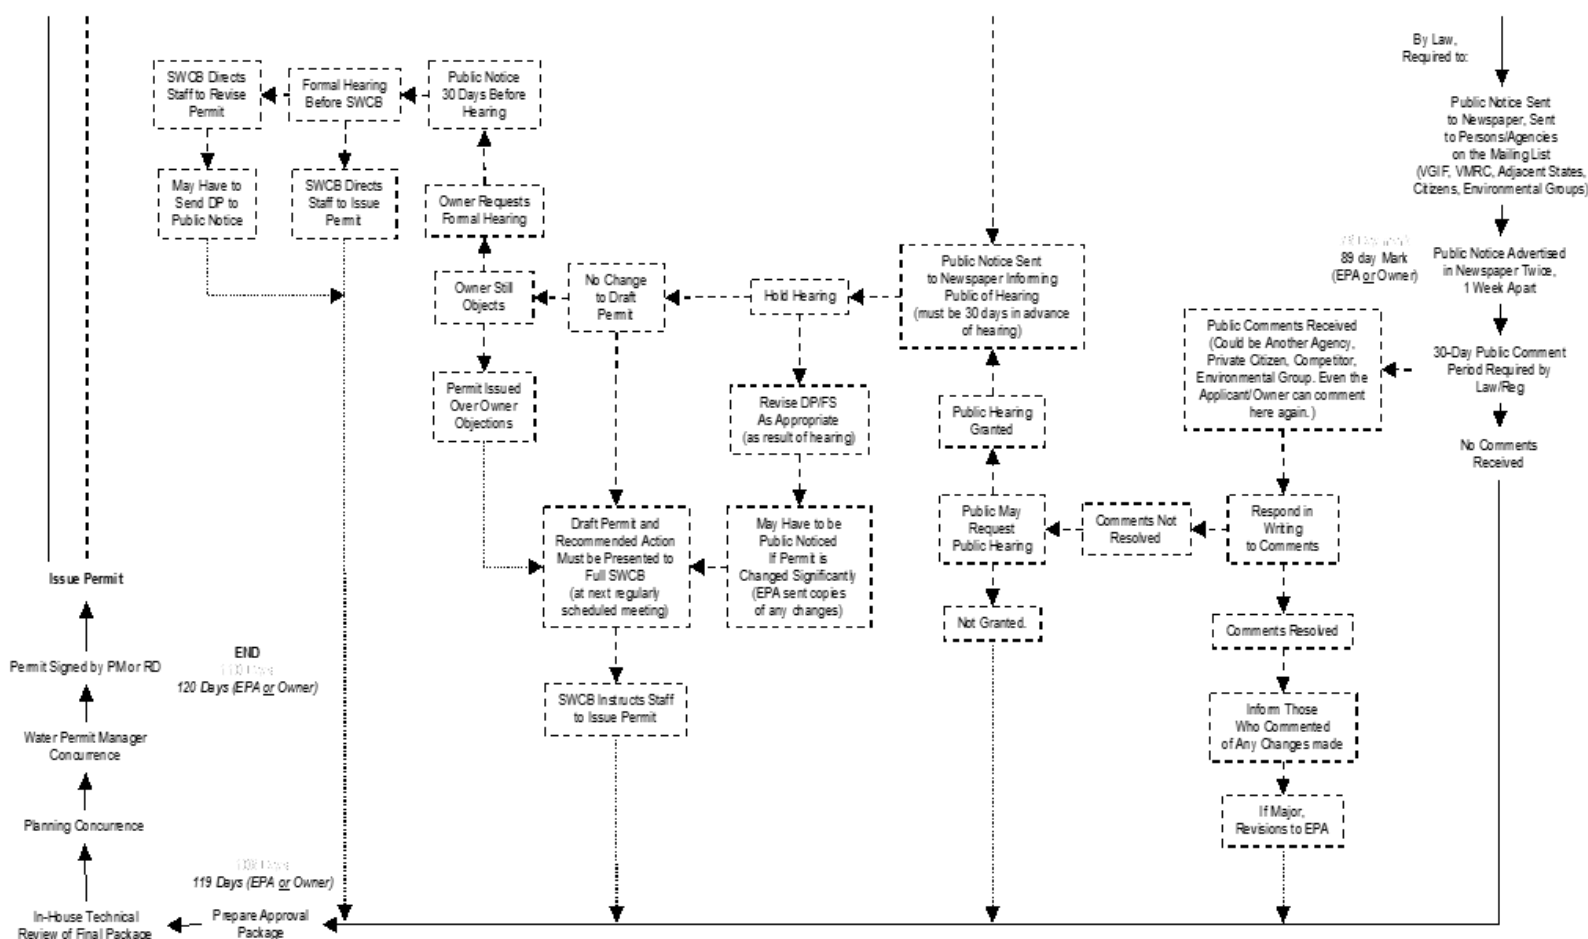 By Law,
Required to:
SWCB Directs
Staff to Revise
Permit
Formal Hearing
Before SWCB
Public Notice
30 Days Before
Hearing
Public Notice Sent
to Newspaper, Sent
to Persons/Agencies
on the Mailing List
(VGIF, VMRC, Adjacent States,
Citizens, Environmental Groups)
May Have to
Send DP to
Public Notice
SWCB Directs
Staff to Issue
Permit
Owner Requests
Formal Hearing
Public Notice Sent
to Newspaper Informing
Public of Hearing
(must be 30 days in advance
of hearing)
89 day Mark
(EPA or Owner)
Public Notice Advertised
in Newspaper Twice,
1 Week Apart
Owner Still
Objects
No Change
to Draft
Permit
Hold Hearing
Public Comments Received
(Could be Another Agency,
Private Citizen, Competitor,
Environmental Group. Even the
Applicant/Owner can comment
here again.)
30-Day Public Comment
Period Required by
Law/Reg
Permit Issued
Over Owner
Objections
Revise DP/FS
As Appropriate
(as result of hearing)
Public Hearing
Granted
No Comments
Received
Draft Permit and
Recommended Action
Must be Presented to
Full SWCB
(at next regularly
scheduled meeting)
May Have to be
Public Noticed
If Permit is
Changed Significantly
(EPA sent copies
of any changes)
Public May
Request
Public Hearing
Comments Not
Resolved
Respond in
Writing
to Comments
Issue Permit
Not Granted.
Comments Resolved
Permit Signed by PM or RD
END
120 Days (EPA or Owner)
SWCB Instructs Staff
to Issue Permit
Inform Those
Who Commented
of Any Changes made
Water Permit Manager
Concurrence
Planning Concurrence
If Major,
Revisions to EPA
119 Days (EPA or Owner)
In-House Technical
Review of Final Package
Prepare Approval
Package